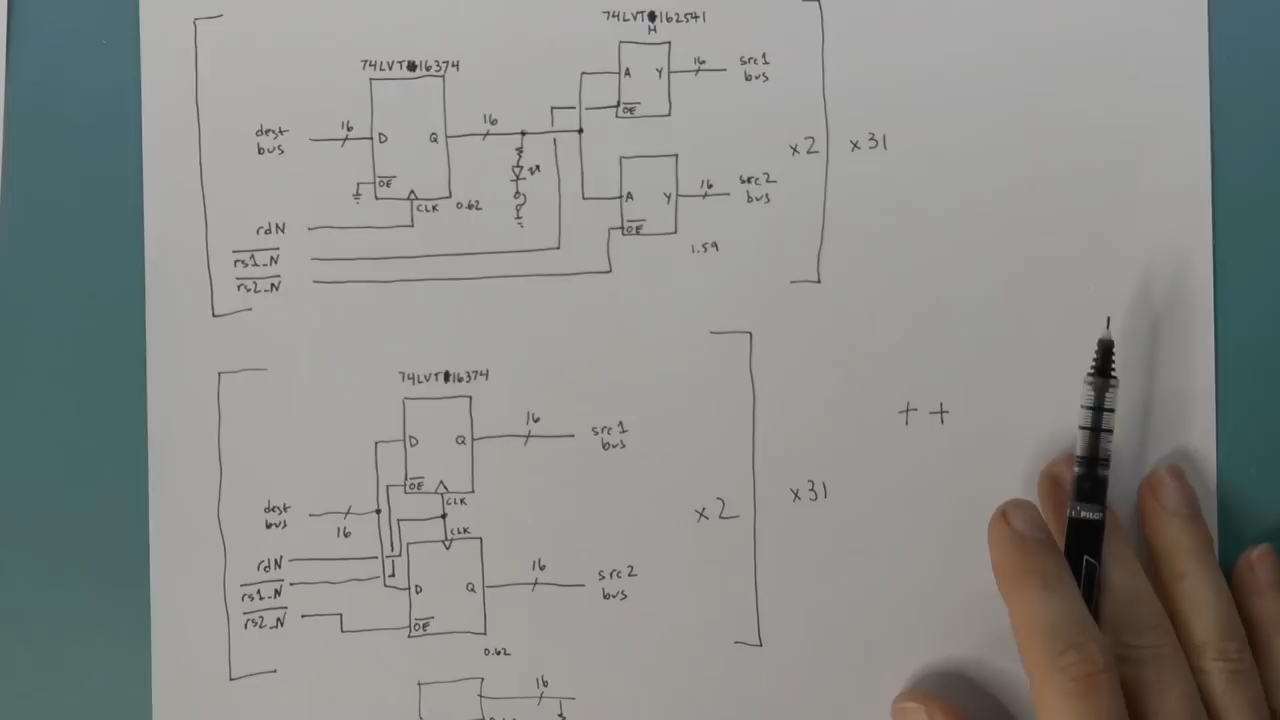 74LVT162541
H
74LVT16374
16
src1
bus
A
Y
OE
16
16
dest
bus
D
Q
x2
x31
OE
16
src2
bus
A
Y
CLK
0.62
rdN
OE
1.59
rs1_N
rs2_N
74LVT16374
16
++
D
Q
src1
bus
OE
CLK
x31
dest
bus
16
x2
CLK
rdN
16
src2
bus
rs1_N
D
Q
rs2_N
OE
0.62
16
PILOT